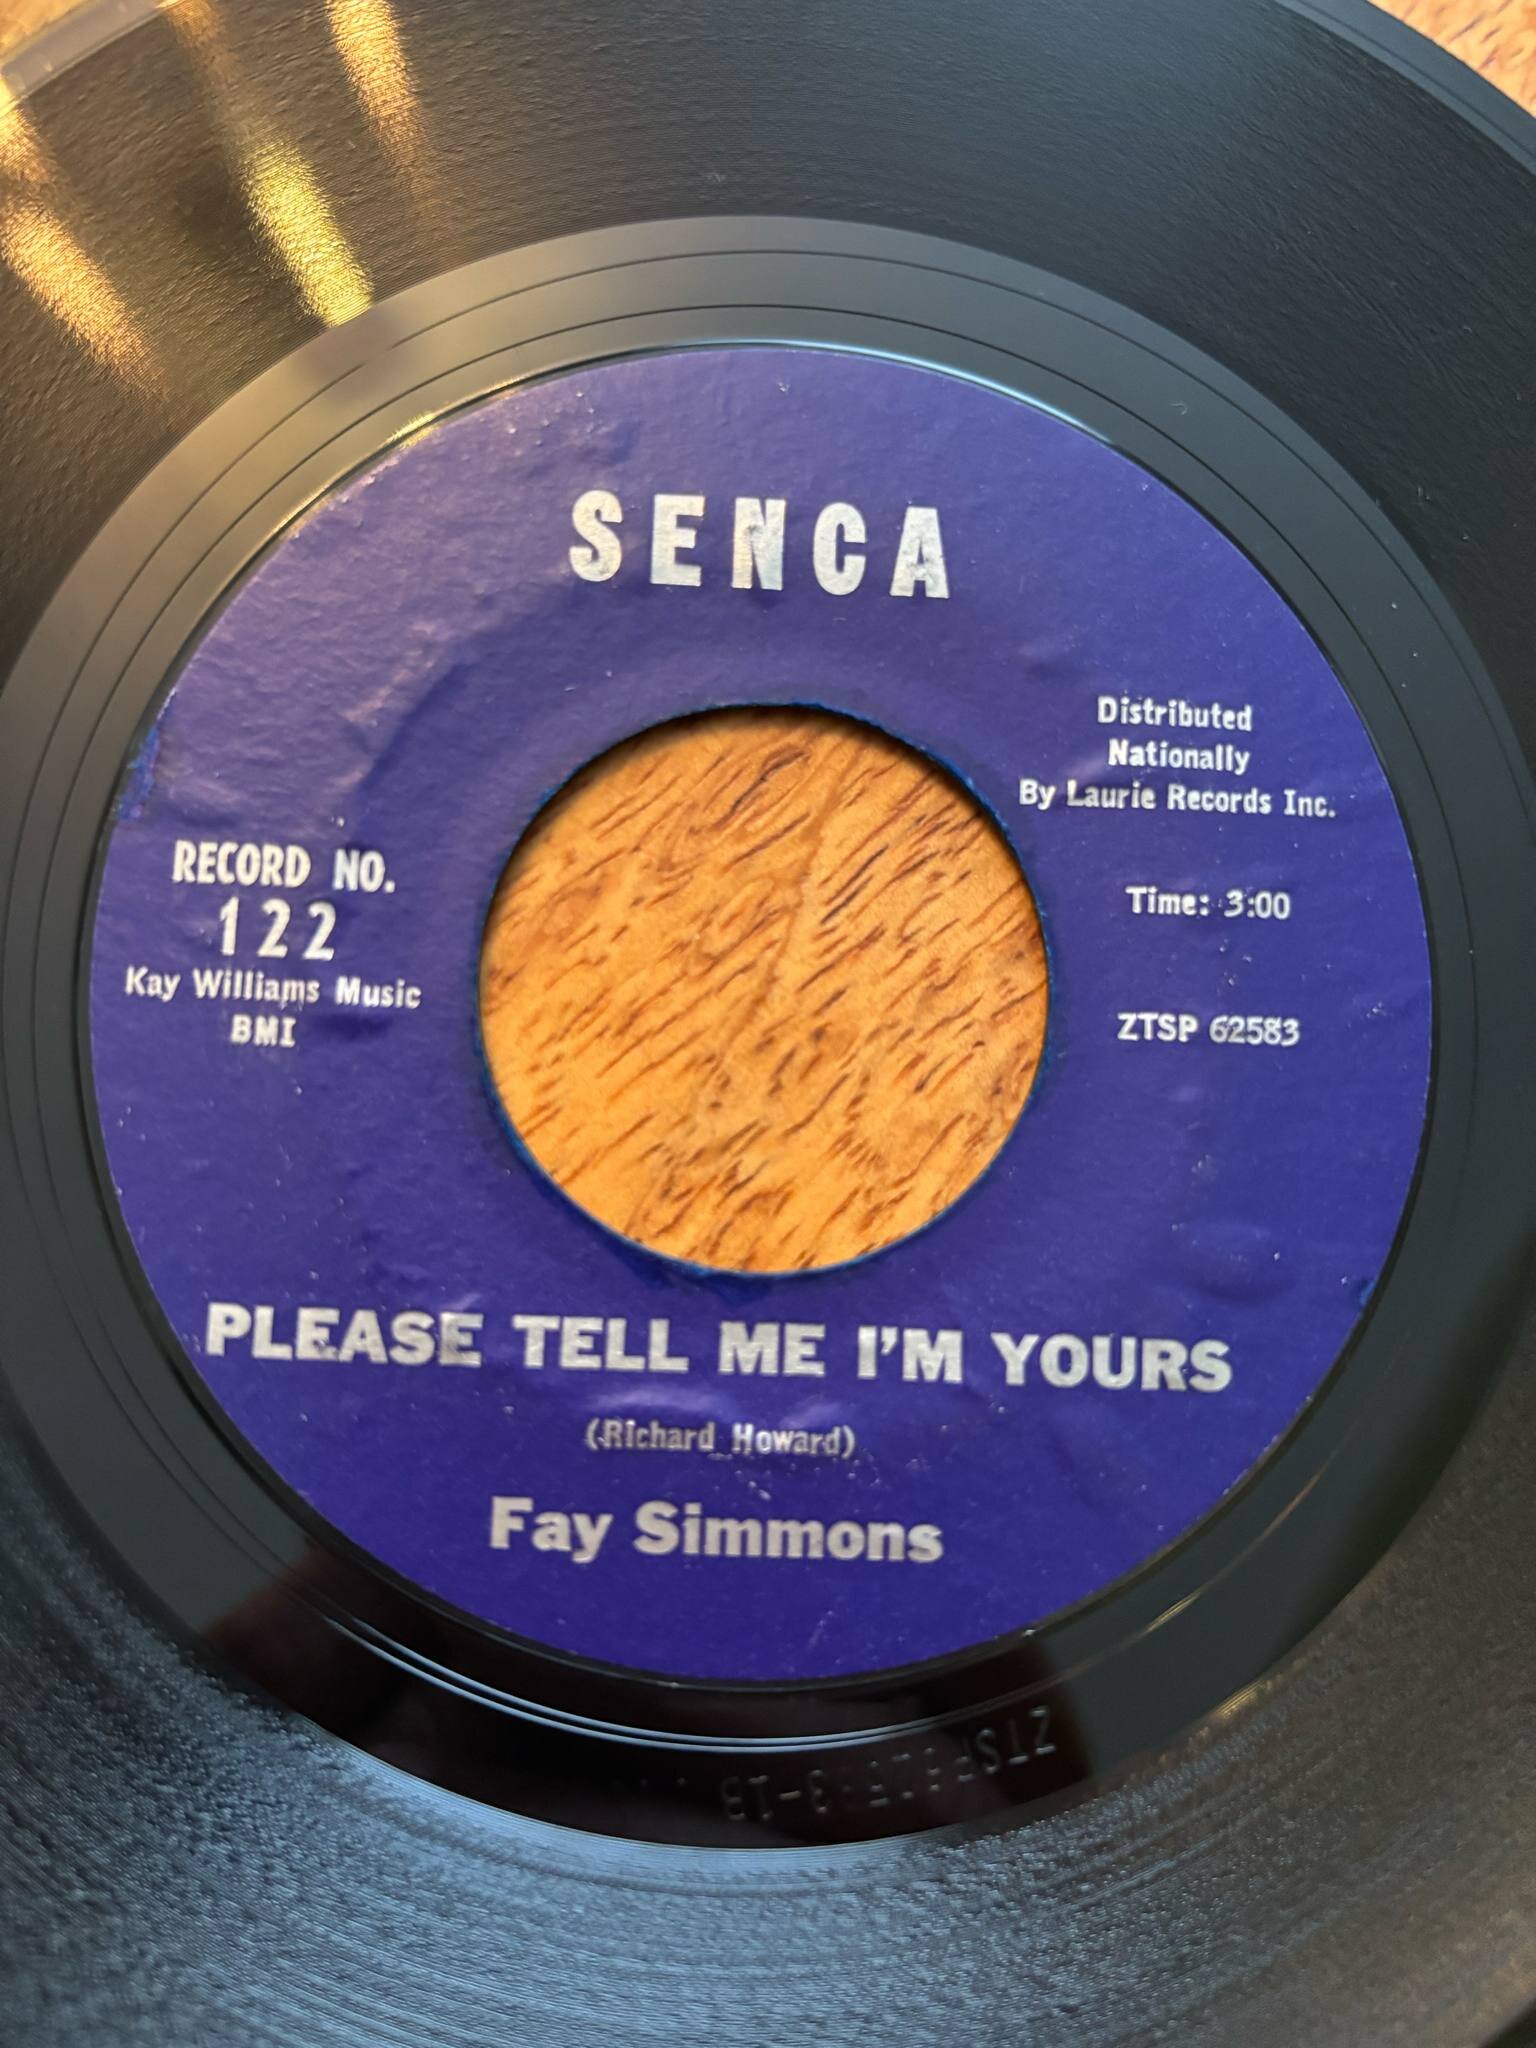 SENCA
Distributed
Nationally
By Laurie Records Inc.
RECORD NO.
122
Kay Williams Music
BMI
Time: 3:00
ZTSP 62583
PLEASE TELL ME I'M YOURS
(Richard Howard)
Fay Simmons